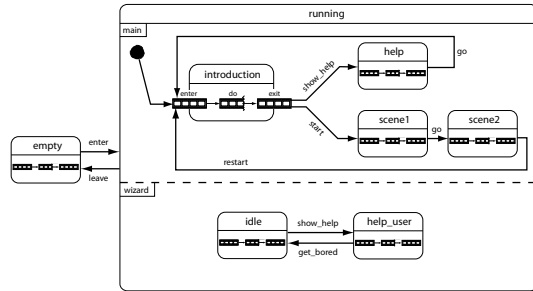 running
main
help
go
introduction
show_help
enter
do
exit
start
scene1
go
scene2
empty
enter
leave
restart
wizard
idle
show_help
help_user
get_bored